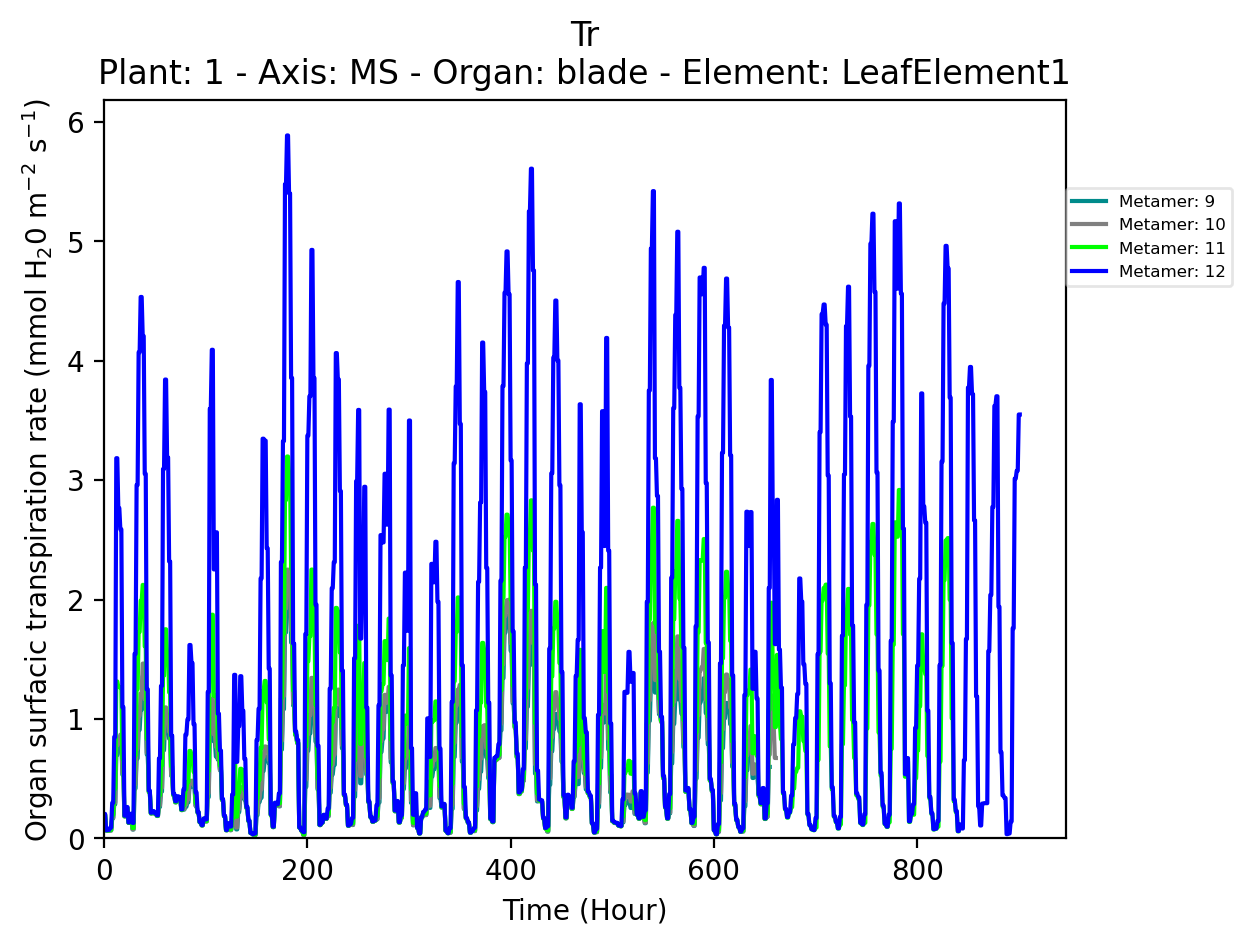 Tr
Plant: 1 - Axis: MS - Organ: blade - Element: LeafElement1
Organ surfacic transpiration rate (mmol H₂0 m⁻² s⁻¹)
6
5
4
3
2
1
0
0 200 400 600 800
Time (Hour)
Metamer: 9
Metamer: 10
Metamer: 11
Metamer: 12